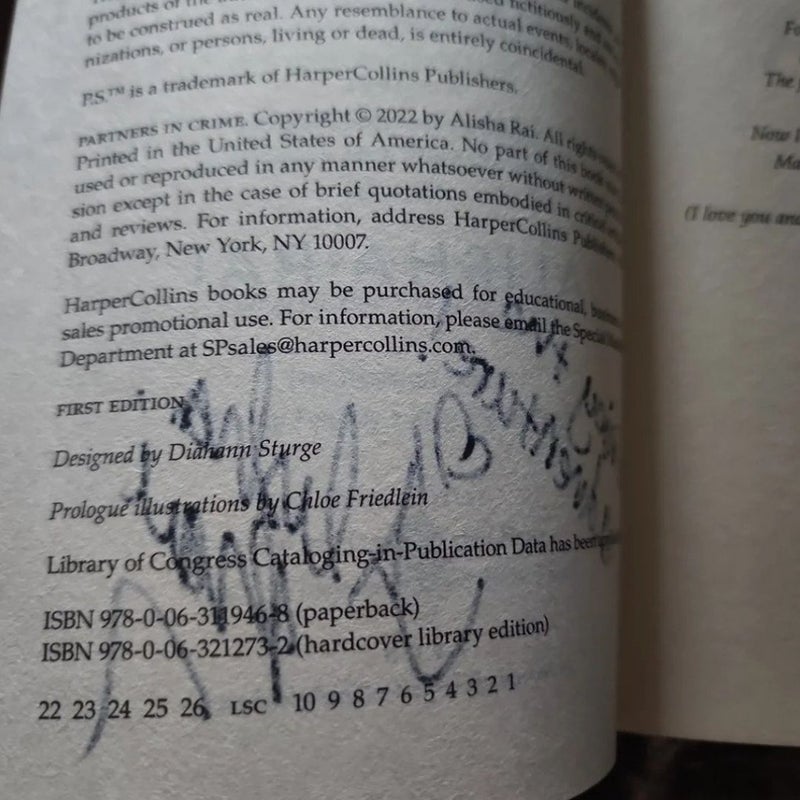 products of the
to be construed as real. Any resemblance to actual events,
nizations, or persons, living or dead, is entirely coincidental.
P.S.™ is a trademark of HarperCollins Publishers.
PARTNERS IN CRIME. Copyright © 2022 by Alisha Rai. All rights
Printed in the United States of America. No part of this book
used or reproduced in any manner whatsoever without written
sion except in the case of brief quotations embodied in critical
and reviews. For information, address HarperCollins
Broadway, New York, NY 10007.
HarperCollins books may be purchased for educational,
sales promotional use. For information, please email the Special
Department at SPsales@harpercollins.com.
FIRST EDITION
Designed by Diahann Sturge
Prologue illustrations by Chloe Friedlein
Library of Congress Cataloging-in-Publication Data has been
ISBN 978-0-06-311946-8 (paperback)
ISBN 978-0-06-321273-2 (hardcover library edition)
22 23 24 25 26 LSC 10 9 8 7 6 5 4 3 2 1
The
Now
(I love you and